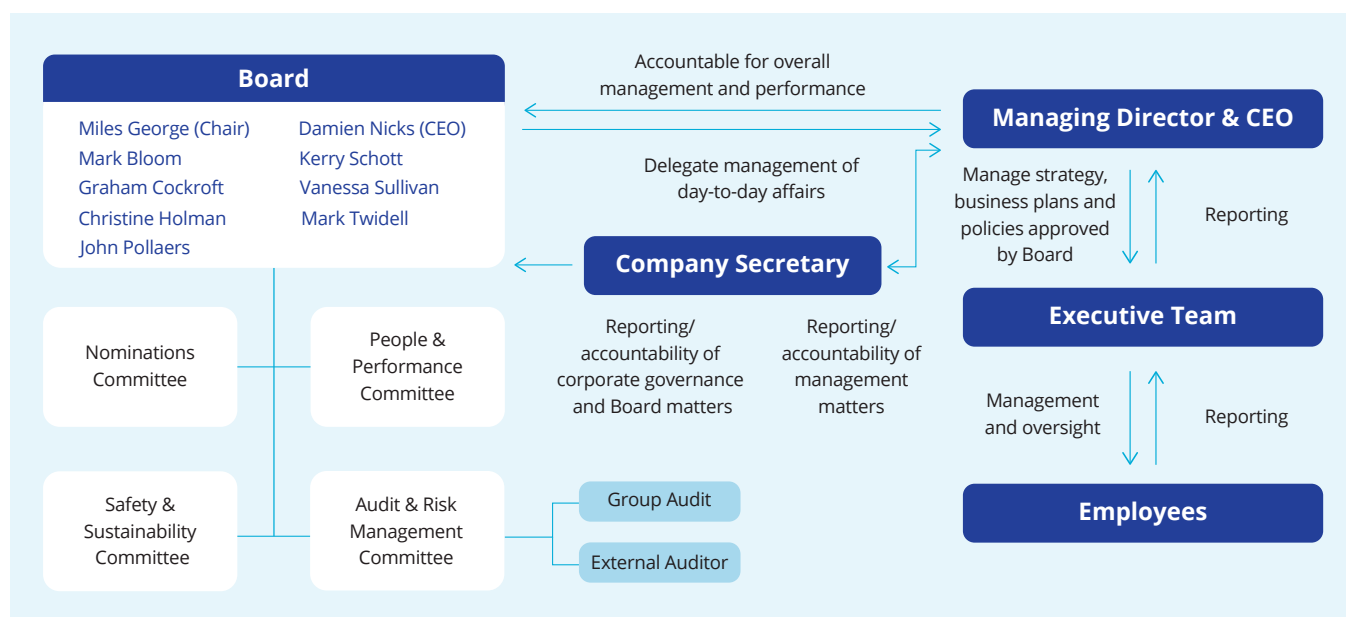 Board
Miles George (Chair)
Mark Bloom
Graham Cockroft
Christine Holman
John Pollaers
Damien Nicks (CEO)
Kerry Schott
Vanessa Sullivan
Mark Twidell
Accountable for overall
management and performance
Delegate management of
day-to-day affairs
Managing Director & CEO
Manage strategy,
business plans and
policies approved
by Board
Reporting
Company Secretary
Reporting/
accountability of
corporate governance
and Board matters
Reporting/
accountability of
management
matters
Executive Team
Management
and oversight
Reporting
Employees
Nominations
Committee
People &
Performance
Committee
Safety &
Sustainability
Committee
Audit & Risk
Management
Committee
Group Audit
External Auditor